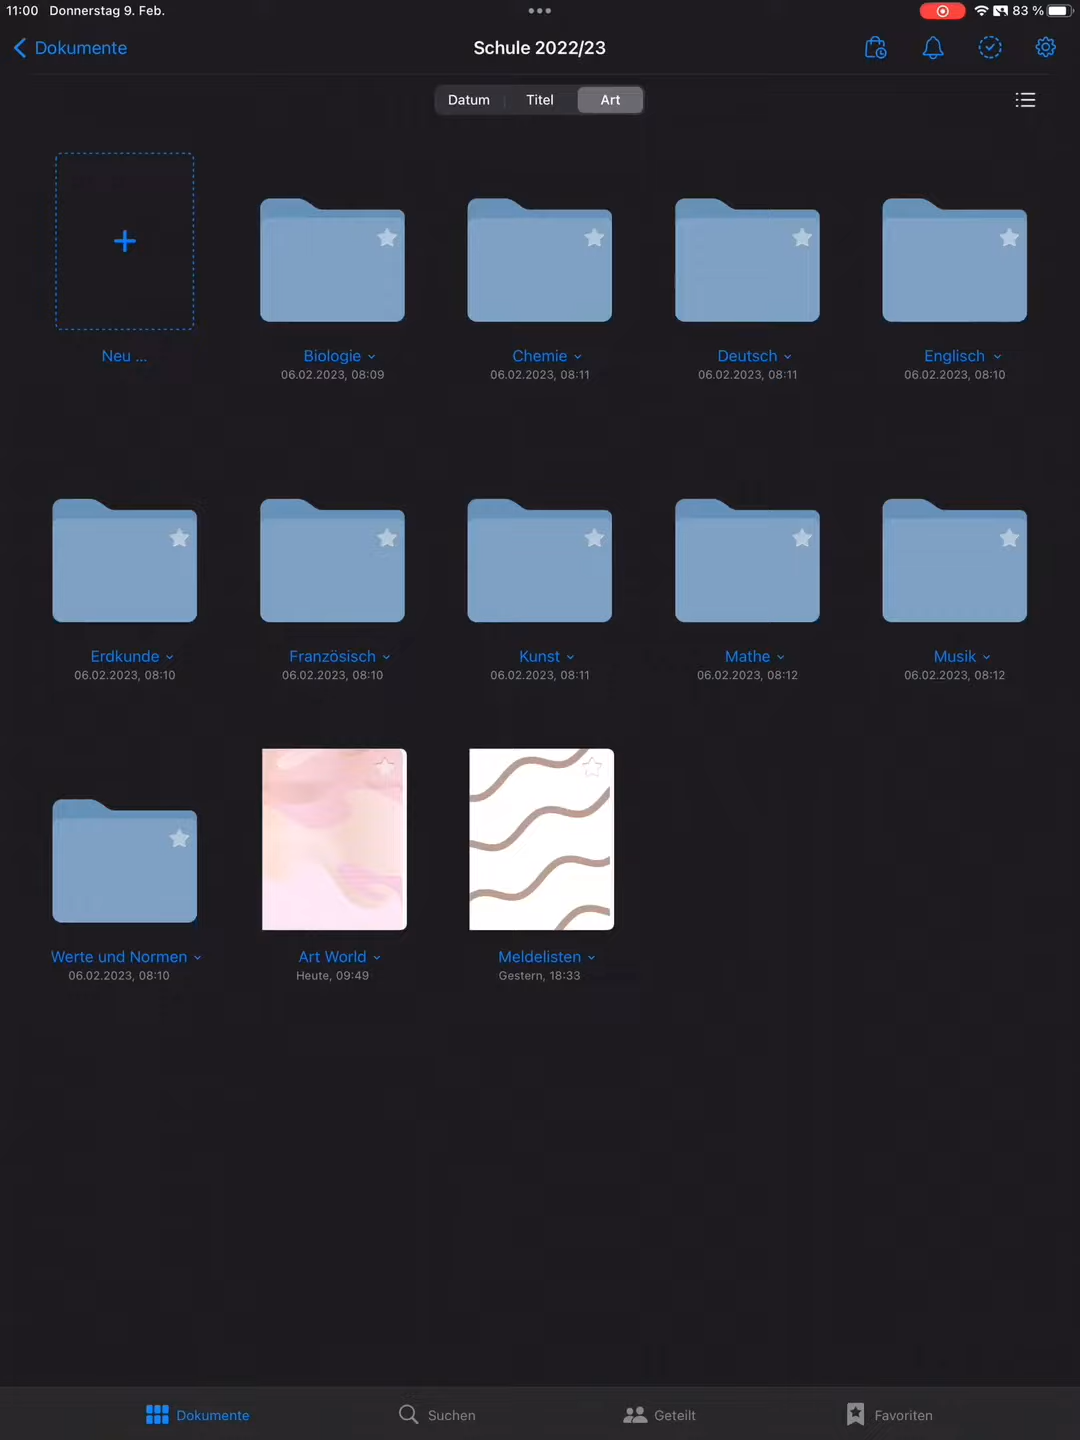 11:00 Donnerstag 9. Feb.
83 %
Dokumente
Schule 2022/23
Datum Titel Art
Neu ...
Biologie
06.02.2023, 08:09
Chemie
06.02.2023, 08:11
Deutsch
06.02.2023, 08:11
Englisch
06.02.2023, 08:10
Erdkunde
06.02.2023, 08:10
Französisch
06.02.2023, 08:10
Kunst
06.02.2023, 08:11
Mathe
06.02.2023, 08:12
Musik
06.02.2023, 08:12
Werte und Normen
06.02.2023, 08:10
Art World
Heute, 09:49
Meldelisten
Gestern, 18:33
Dokumente
Suchen
Geteilt
Favoriten